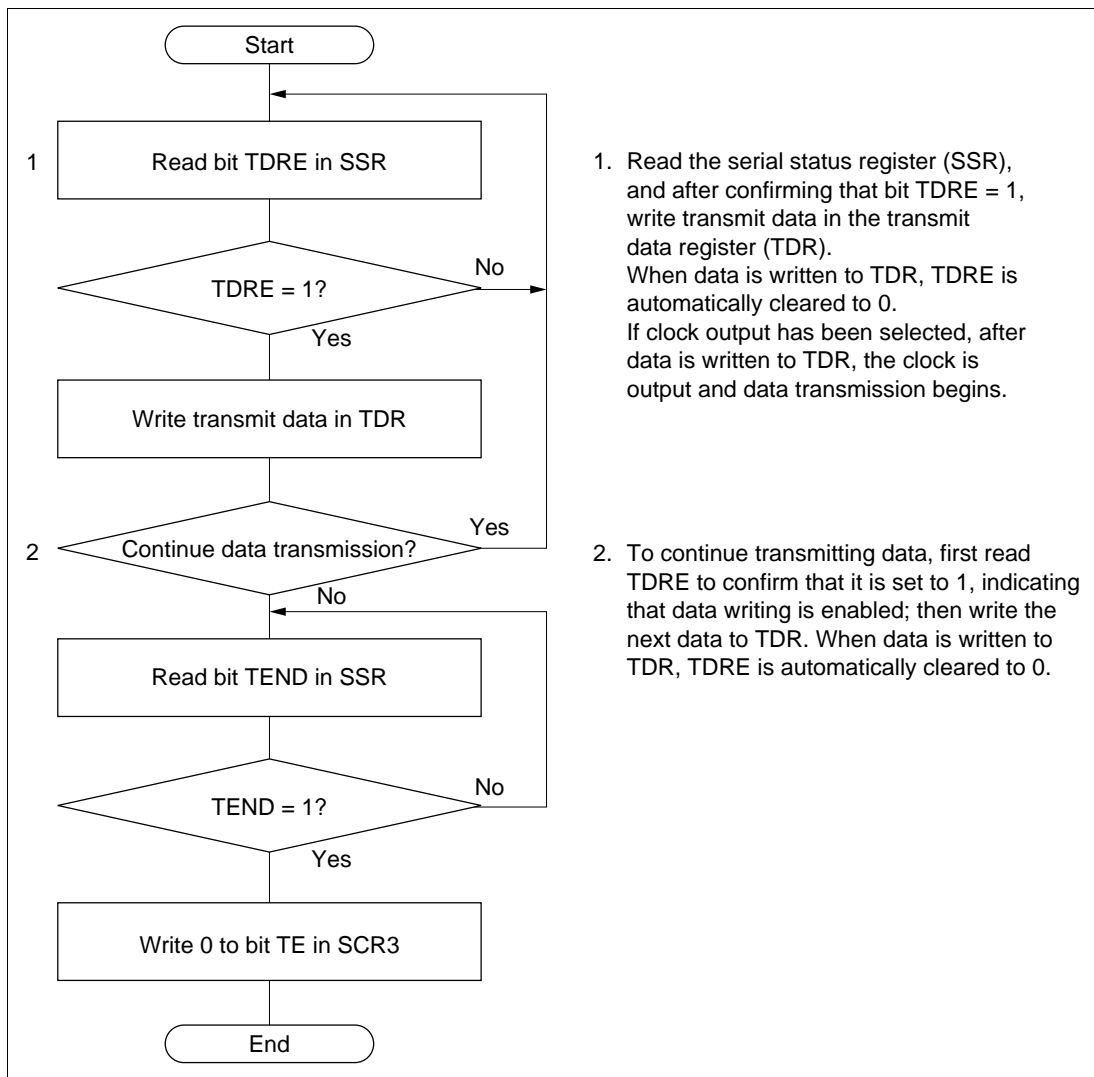 Start
1
Read bit TDRE in SSR
TDRE = 1?
No
Yes
Write transmit data in TDR
2
Continue data transmission?
Yes
No
Read bit TEND in SSR
TEND = 1?
No
Yes
Write 0 to bit TE in SCR3
End
1. Read the serial status register (SSR),
and after confirming that bit TDRE = 1,
write transmit data in the transmit
data register (TDR).
When data is written to TDR, TDRE is
automatically cleared to 0.
If clock output has been selected, after
data is written to TDR, the clock is
output and data transmission begins.
2. To continue transmitting data, first read
TDRE to confirm that it is set to 1, indicating
that data writing is enabled; then write the
next data to TDR. When data is written to
TDR, TDRE is automatically cleared to 0.